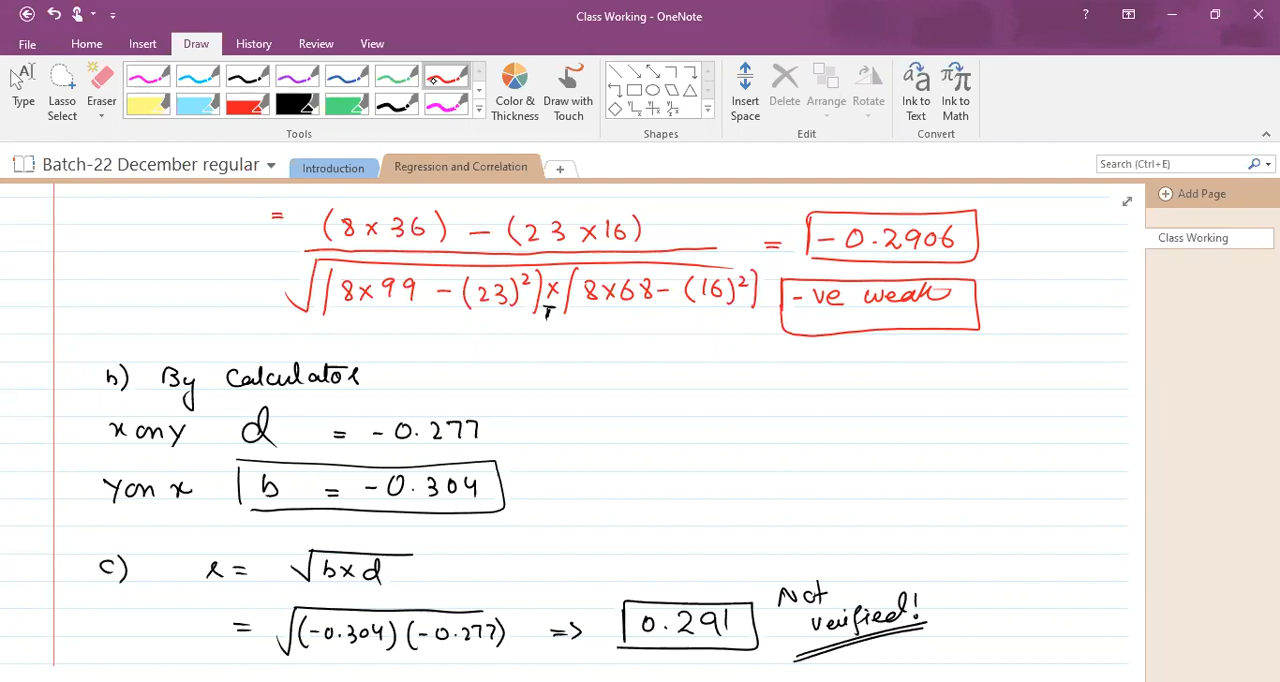 Class Working - OneNote
?
File Home Insert Draw History Review View
Type
Lasso Select
Eraser
Color & Thickness
Draw with Touch
Insert Space
Delete
Arrange
Rotate
Ink to Text
Ink to Math
Tools
Shapes
Edit
Convert
Batch-22 December regular
Introduction
Regression and Correlation
+
Search (Ctrl+E)
Add Page
Class Working
= (8 x 36) - (23 x 16)
√[8x99 - (23)²] x [8x68 - (16)²]
= -0.2906
-ve weak
b) By Calculator
x on y d = -0.277
y on x b = -0.304
c) r = √b x d
= √(-0.304)(-0.277) => 0.291
Not verified!